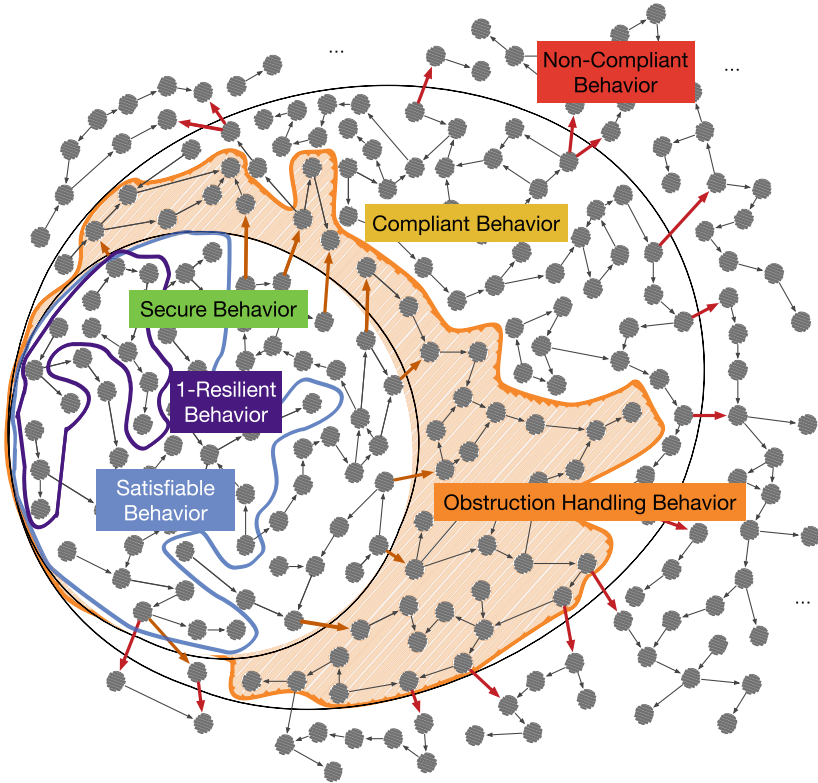 ...
Non-Compliant
Behavior
...
Compliant Behavior
Secure Behavior
1-Resilient
Behavior
Satisfiable
Behavior
Obstruction Handling Behavior
...